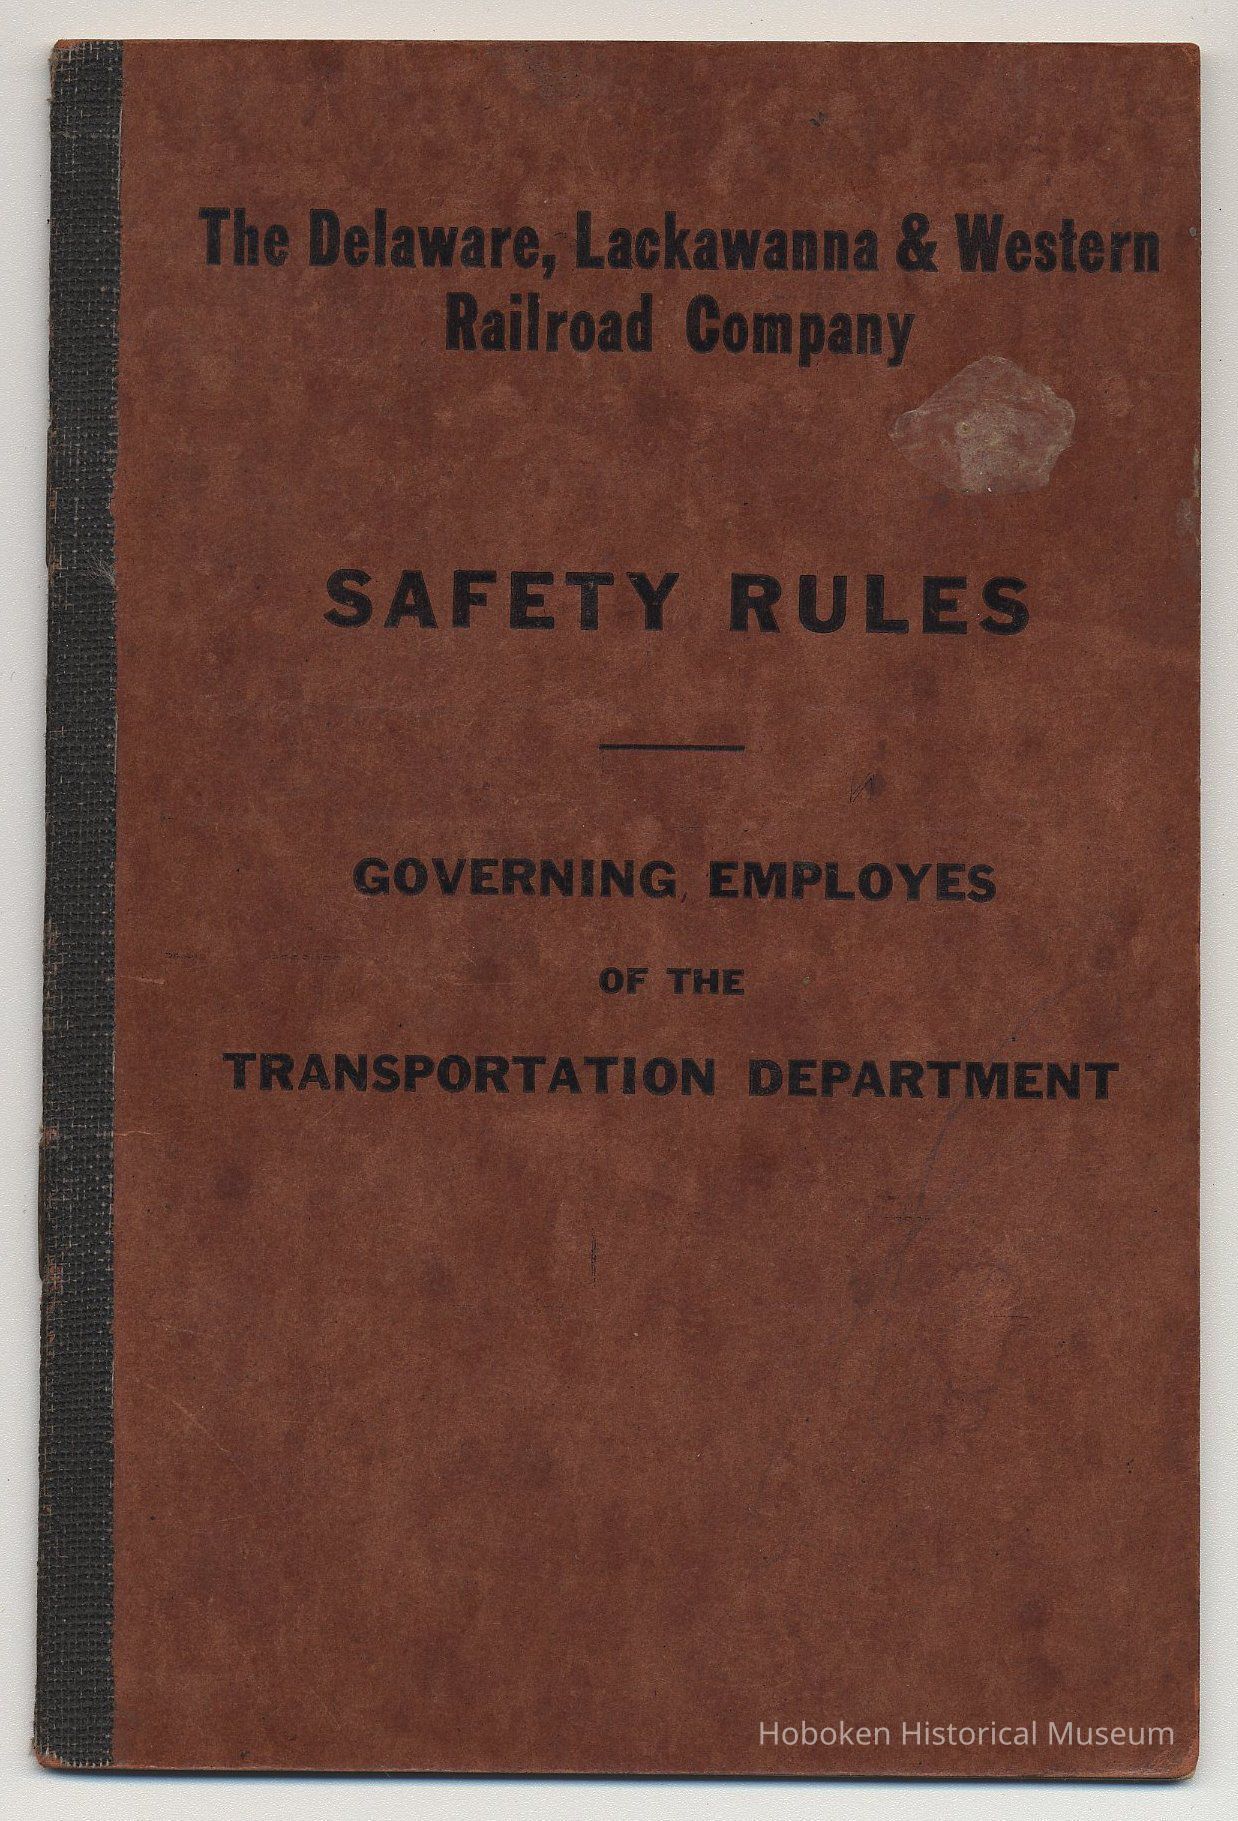 The Delaware, Lackawanna & Western
Railroad Company
SAFETY RULES
GOVERNING EMPLOYES
OF THE
TRANSPORTATION DEPARTMENT
Hoboken Historical Museum